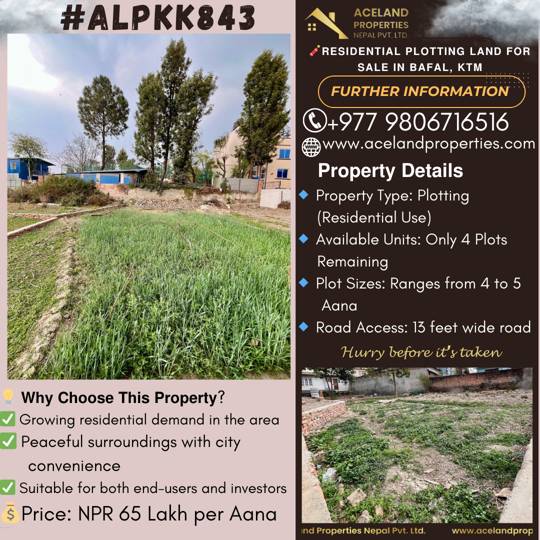 #ALPKK843
ACELAND
PROPERTIES
NEPAL PVT. LTD.
RESIDENTIAL PLOTTING LAND FOR
SALE IN BAFAL, KTM
FURTHER INFORMATION
+977 9806716516
www.acelandproperties.com
Property Details
Property Type: Plotting
(Residential Use)
Available Units: Only 4 Plots
Remaining
Plot Sizes: Ranges from 4 to 5
Aana
Road Access: 13 feet wide road
Hurry before it's taken
Why Choose This Property?
Growing residential demand in the area
Peaceful surroundings with city
convenience
Suitable for both end-users and investors
Price: NPR 65 Lakh per Aana
nd Properties Nepal Pvt. Ltd.
www.acelandprop